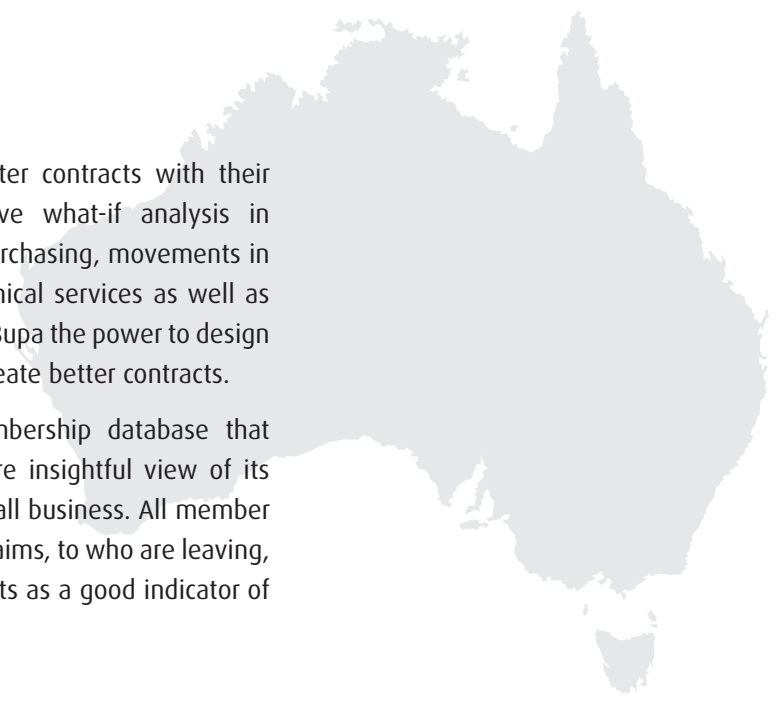 ter contracts with their
ve what-if analysis in
rchasing, movements in
nical services as well as
Bupa the power to design
eate better contracts.
mbership database that
re insightful view of its
all business. All member
aims, to who are leaving,
ts as a good indicator of